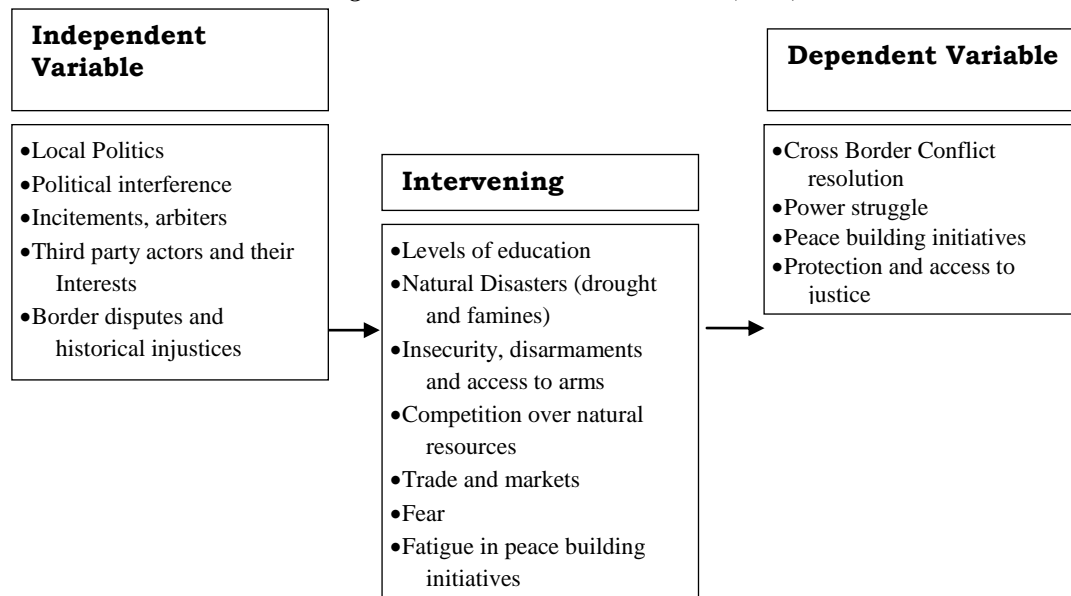 Independent
Variable
•Local Politics
•Political interference
•Incitements, arbiters
•Third party actors and their
Interests
•Border disputes and
historical injustices
Intervening
•Levels of education
•Natural Disasters (drought
and famines)
•Insecurity, disarmaments
and access to arms
•Competition over natural
resources
•Trade and markets
•Fear
•Fatigue in peace building
initiatives
Dependent Variable
•Cross Border Conflict
resolution
•Power struggle
•Peace building initiatives
•Protection and access to
justice